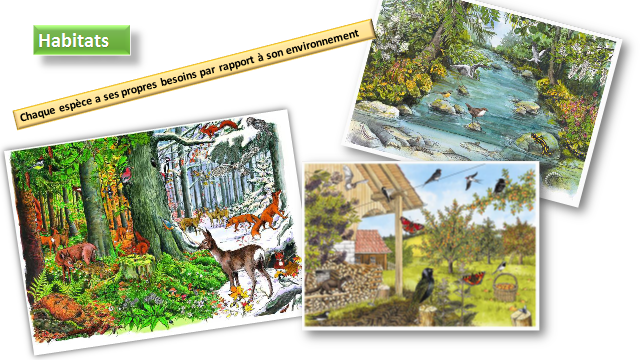 Habitats
Chaque espèce a ses propres besoins par rapport à son environnement